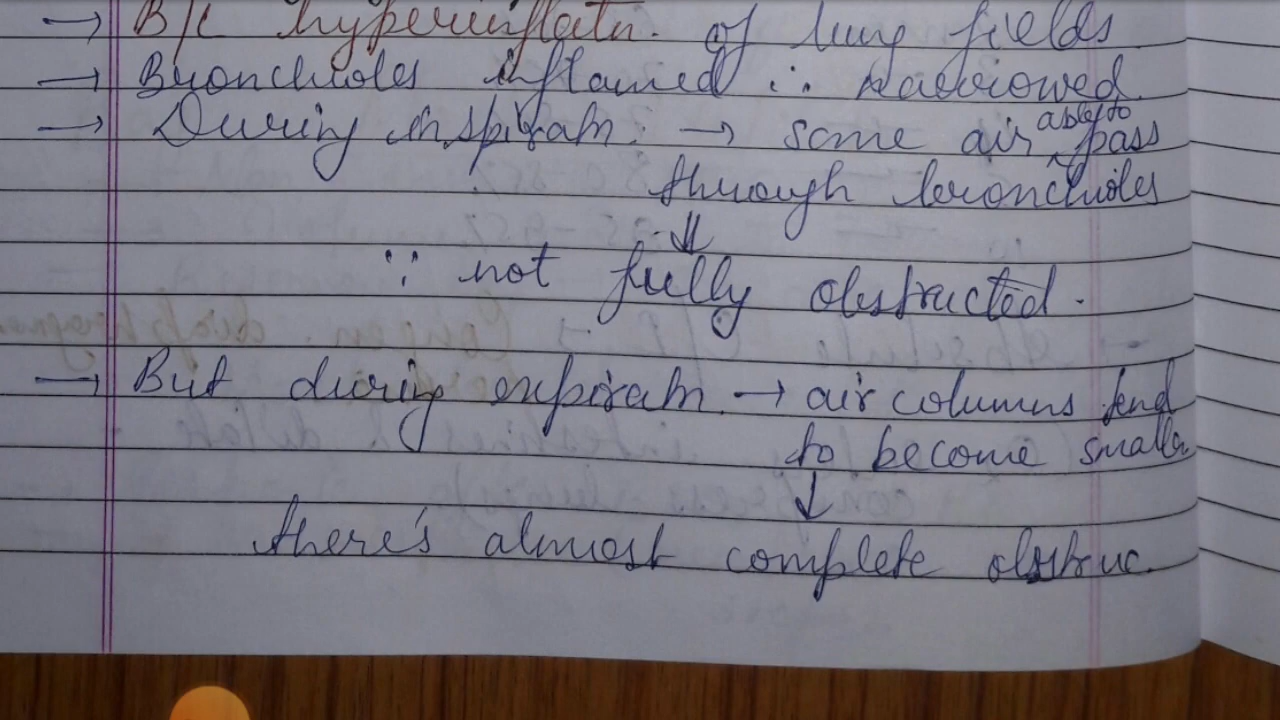 → B/L hyperinflatn. of lung fields
→ Bronchioles inflamed ∴ narrowed.
→ During inspiratn. → some air able to pass
through bronchioles
⇓
∵ not fully obstructed.
→ But during expiratn. → air columns tend
to become smaller
↓
there's almost complete obstruc.